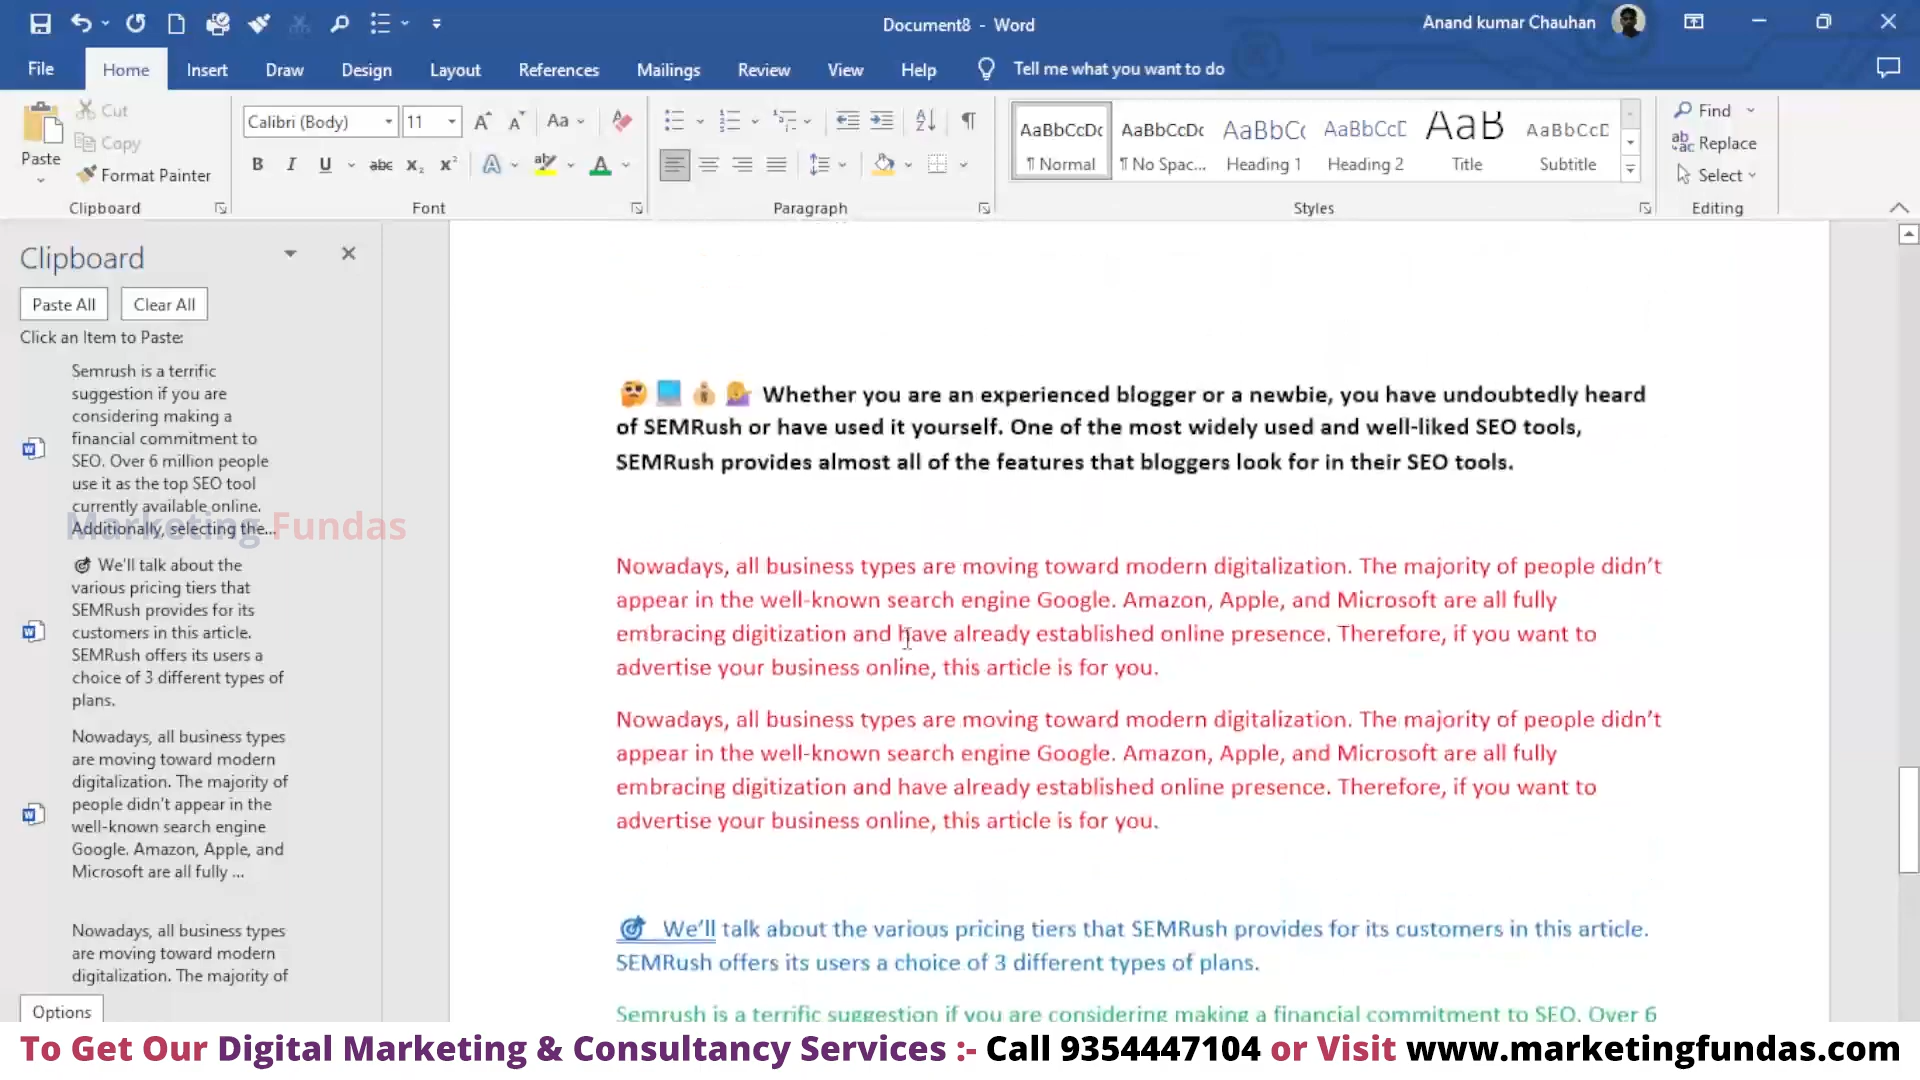 Document8 - Word
Anand kumar Chauhan
File Home Insert Draw Design Layout References Mailings Review View Help Tell me what you want to do
Paste
Cut
Copy
Format Painter
Clipboard
Calibri (Body) 11
Aa
B I U abc x₂ x² A ab A
Font
Paragraph
AaBbCcDc AaBbCcDc AaBbC( AaBbCcD AaB AaBbCcD
¶ Normal ¶ No Spac... Heading 1 Heading 2 Title Subtitle
Styles
Find
Replace
Select
Editing
Clipboard
Paste All Clear All
Click an Item to Paste:
Semrush is a terrific
suggestion if you are
considering making a
financial commitment to
SEO. Over 6 million people
use it as the top SEO tool
currently available online.
Additionally, selecting the...
Marketing Fundas
We'll talk about the
various pricing tiers that
SEMRush provides for its
customers in this article.
SEMRush offers its users a
choice of 3 different types of
plans.
Nowadays, all business types
are moving toward modern
digitalization. The majority of
people didn't appear in the
well-known search engine
Google. Amazon, Apple, and
Microsoft are all fully ...
Nowadays, all business types
are moving toward modern
digitalization. The majority of
Options
🤔 💻 💰 💁 Whether you are an experienced blogger or a newbie, you have undoubtedly heard
of SEMRush or have used it yourself. One of the most widely used and well-liked SEO tools,
SEMRush provides almost all of the features that bloggers look for in their SEO tools.
Nowadays, all business types are moving toward modern digitalization. The majority of people didn't
appear in the well-known search engine Google. Amazon, Apple, and Microsoft are all fully
embracing digitization and have already established online presence. Therefore, if you want to
advertise your business online, this article is for you.
Nowadays, all business types are moving toward modern digitalization. The majority of people didn't
appear in the well-known search engine Google. Amazon, Apple, and Microsoft are all fully
embracing digitization and have already established online presence. Therefore, if you want to
advertise your business online, this article is for you.
🎯 We'll talk about the various pricing tiers that SEMRush provides for its customers in this article.
SEMRush offers its users a choice of 3 different types of plans.
Semrush is a terrific suggestion if you are considering making a financial commitment to SEO. Over 6
To Get Our Digital Marketing & Consultancy Services :- Call 9354447104 or Visit www.marketingfundas.com